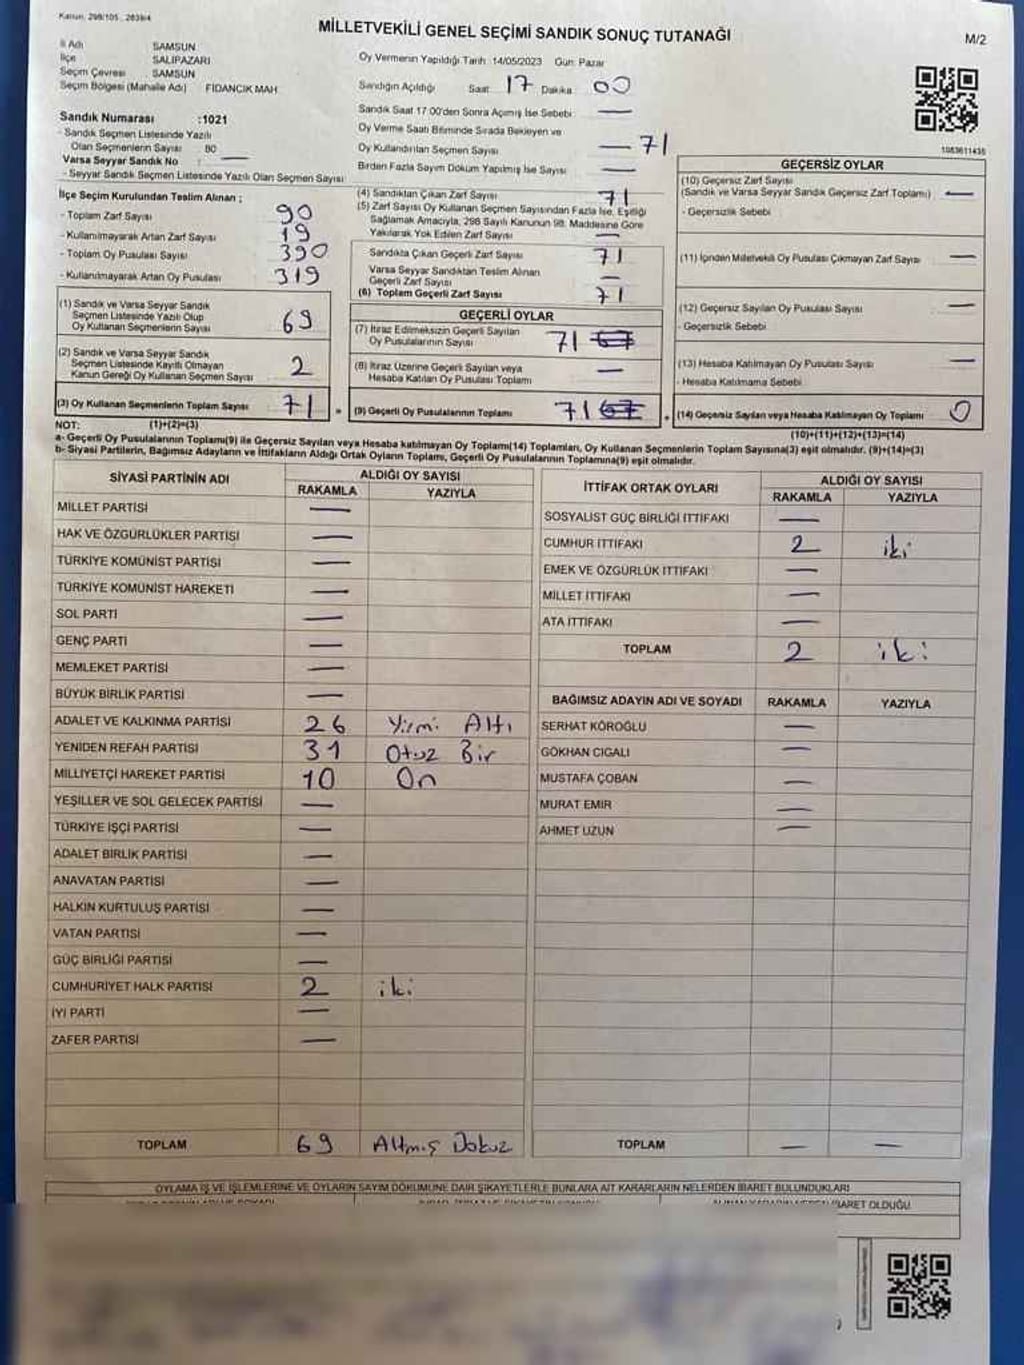 Kanun, 298/105 , 2839/4
MİLLETVEKİLİ GENEL SEÇİMİ SANDIK SONUÇ TUTANAĞI
M/2
İl Adı SAMSUN
İlçe SALIPAZARI
Seçim Çevresi SAMSUN
Seçim Bölgesi (Mahalle Adı) FİDANCIK MAH
Sandık Numarası :1021
- Sandık Seçmen Listesinde Yazılı
Olan Seçmenlerin Sayısı 80
Varsa Seyyar Sandık No : —
- Seyyar Sandık Seçmen Listesinde Yazılı Olan Seçmen Sayısı
İlçe Seçim Kurulundan Teslim Alınan ;
- Toplam Zarf Sayısı 90
- Kullanılmayarak Artan Zarf Sayısı 19
- Toplam Oy Pusulası Sayısı 390
- Kullanılmayarak Artan Oy Pusulası 319
(1) Sandık ve Varsa Seyyar Sandık
Seçmen Listesinde Yazılı Olup
Oy Kullanan Seçmenlerin Sayısı 69
(2) Sandık ve Varsa Seyyar Sandık
Seçmen Listesinde Kayıtlı Olmayan
Kanun Gereği Oy Kullanan Seçmen Sayısı 2
(3) Oy Kullanan Seçmenlerin Toplam Sayısı 71
(1)+(2)=(3)
Oy Vermenin Yapıldığı Tarih: 14/05/2023 Gün: Pazar
Sandığın Açıldığı Saat 17 Dakika 00
Sandık Saat 17:00'den Sonra Açılmış İse Sebebi —
Oy Verme Saati Bitiminde Sırada Bekleyen ve
Oy Kullandırılan Seçmen Sayısı — 71
Birden Fazla Sayım Döküm Yapılmış İse Sayısı —
(4) Sandıktan Çıkan Zarf Sayısı 71
(5) Zarf Sayısı Oy Kullanan Seçmen Sayısından Fazla İse, Eşitliği
Sağlamak Amacıyla, 298 Sayılı Kanunun 98. Maddesine Göre
Yakılarak Yok Edilen Zarf Sayısı —
Sandıkta Çıkan Geçerli Zarf Sayısı 71
Varsa Seyyar Sandıktan Teslim Alınan
Geçerli Zarf Sayısı —
(6) Toplam Geçerli Zarf Sayısı 71
GEÇERLİ OYLAR
(7) İtiraz Edilmeksizin Geçerli Sayılan
Oy Pusulalarının Sayısı 71 67
(8) İtiraz Üzerine Geçerli Sayılan veya
Hesaba Katılan Oy Pusulası Toplamı —
(9) Geçerli Oy Pusulalarının Toplamı 71 67
1083611435
GEÇERSİZ OYLAR
(10) Geçersiz Zarf Sayısı
(Sandık ve Varsa Seyyar Sandık Geçersiz Zarf Toplamı) —
- Geçersizlik Sebebi
(11) İçinden Milletvekili Oy Pusulası Çıkmayan Zarf Sayısı —
(12) Geçersiz Sayılan Oy Pusulası Sayısı —
- Geçersizlik Sebebi
(13) Hesaba Katılmayan Oy Pusulası Sayısı —
- Hesaba Katılmama Sebebi
(14) Geçersiz Sayılan veya Hesaba Katılmayan Oy Toplamı 0
(10)+(11)+(12)+(13)=(14)
NOT:
a- Geçerli Oy Pusulalarının Toplamı(9) ile Geçersiz Sayılan veya Hesaba katılmayan Oy Toplamı(14) Toplamları, Oy Kullanan Seçmenlerin Toplam Sayısına(3) eşit olmalıdır. (9)+(14)=(3)
b- Siyasi Partilerin, Bağımsız Adayların ve İttifakların Aldığı Ortak Oyların Toplamı, Geçerli Oy Pusulalarının Toplamına(9) eşit olmalıdır.
SİYASİ PARTİNİN ADI ALDIĞI OY SAYISI
RAKAMLA YAZIYLA
MİLLET PARTİSİ —
HAK VE ÖZGÜRLÜKLER PARTİSİ —
TÜRKİYE KOMÜNİST PARTİSİ —
TÜRKİYE KOMÜNİST HAREKETİ —
SOL PARTİ —
GENÇ PARTİ —
MEMLEKET PARTİSİ —
BÜYÜK BİRLİK PARTİSİ —
ADALET VE KALKINMA PARTİSİ 26 Yirmi Altı
YENİDEN REFAH PARTİSİ 31 Otuz Bir
MİLLİYETÇİ HAREKET PARTİSİ 10 On
YEŞİLLER VE SOL GELECEK PARTİSİ —
TÜRKİYE İŞÇİ PARTİSİ —
ADALET BİRLİK PARTİSİ —
ANAVATAN PARTİSİ —
HALKIN KURTULUŞ PARTİSİ —
VATAN PARTİSİ —
GÜÇ BİRLİĞİ PARTİSİ —
CUMHURİYET HALK PARTİSİ 2 iki
İYİ PARTİ —
ZAFER PARTİSİ —
TOPLAM 69 Altmış Dokuz
İTTİFAK ORTAK OYLARI ALDIĞI OY SAYISI
RAKAMLA YAZIYLA
SOSYALİST GÜÇ BİRLİĞİ İTTİFAKI —
CUMHUR İTTİFAKI 2 iki
EMEK VE ÖZGÜRLÜK İTTİFAKI —
MİLLET İTTİFAKI —
ATA İTTİFAKI —
TOPLAM 2 iki
BAĞIMSIZ ADAYIN ADI VE SOYADI RAKAMLA YAZIYLA
SERHAT KÖROĞLU —
GÖKHAN CIGALI —
MUSTAFA ÇOBAN —
MURAT EMİR —
AHMET UZUN —
TOPLAM — —
OYLAMA İŞ VE İŞLEMLERİNE VE OYLARIN SAYIM DÖKÜMÜNE DAİR ŞİKAYETLERLE BUNLARA AİT KARARLARIN NELERDEN İBARET BULUNDUKLARI
İBARET OLDUĞU